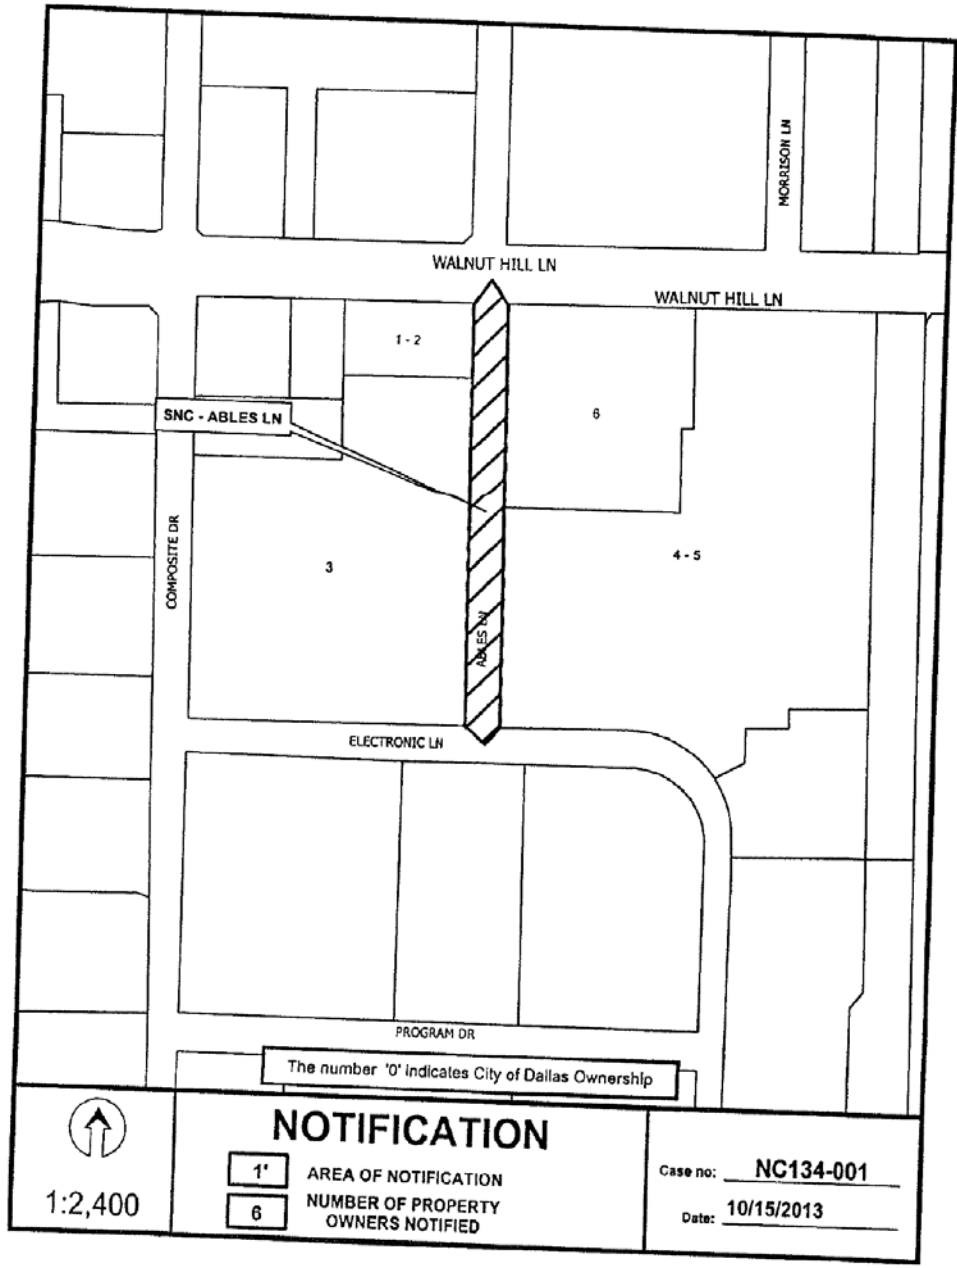 MORRISON LN
WALNUT HILL LN
WALNUT HILL LN
1 - 2
SNC - ABLES LN
6
COMPOSITE DR
3
4 - 5
ABLES LN
ELECTRONIC LN
PROGRAM DR
The number '0' indicates City of Dallas Ownership
NOTIFICATION
1' AREA OF NOTIFICATION
6 NUMBER OF PROPERTY
OWNERS NOTIFIED
1:2,400
Case no: NC134-001
Date: 10/15/2013